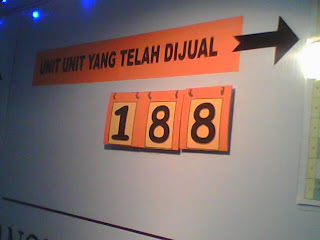 UNIT UNIT YANG TELAH DIJUAL
188